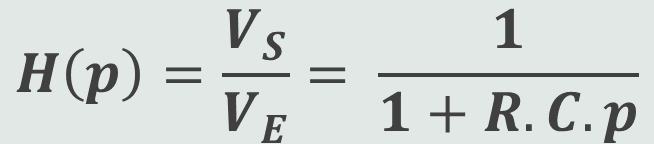 H(p) = V_S / V_E = 1 / (1 + R.C.p)